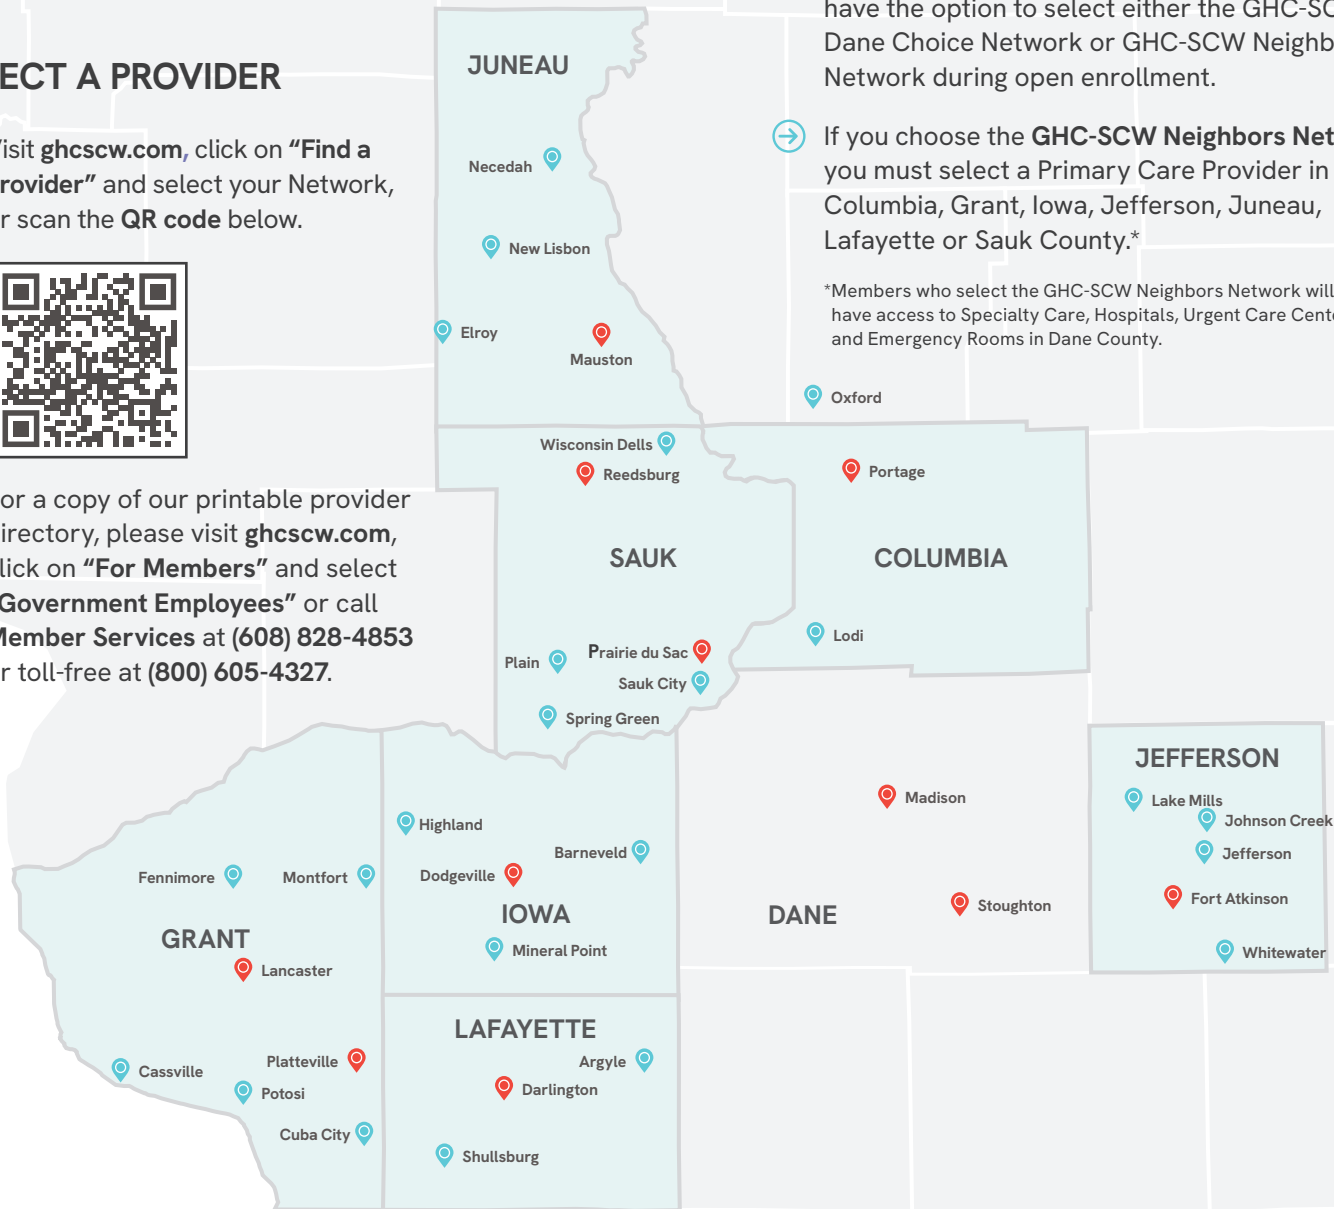 ECT A PROVIDER
isit ghcscw.com, click on “Find a
rovider” and select your Network,
r scan the QR code below.
or a copy of our printable provider
irectory, please visit ghcscw.com,
lick on “For Members” and select
Government Employees” or call
Member Services at (608) 828-4853
r toll-free at (800) 605-4327.
have the option to select either the GHC-SC
Dane Choice Network or GHC-SCW Neighb
Network during open enrollment.
If you choose the GHC-SCW Neighbors Net
you must select a Primary Care Provider in
Columbia, Grant, Iowa, Jefferson, Juneau,
Lafayette or Sauk County.*
*Members who select the GHC-SCW Neighbors Network will
have access to Specialty Care, Hospitals, Urgent Care Cente
and Emergency Rooms in Dane County.
JUNEAU
Necedah
New Lisbon
Elroy
Mauston
Oxford
Wisconsin Dells
Reedsburg
Portage
SAUK
COLUMBIA
Lodi
Prairie du Sac
Plain
Sauk City
Spring Green
JEFFERSON
Lake Mills
Johnson Creek
Jefferson
Fort Atkinson
Whitewater
Madison
DANE
Stoughton
Highland
Barneveld
Dodgeville
IOWA
Mineral Point
Fennimore
Montfort
GRANT
Lancaster
Platteville
Cassville
Potosi
Cuba City
LAFAYETTE
Argyle
Darlington
Shullsburg